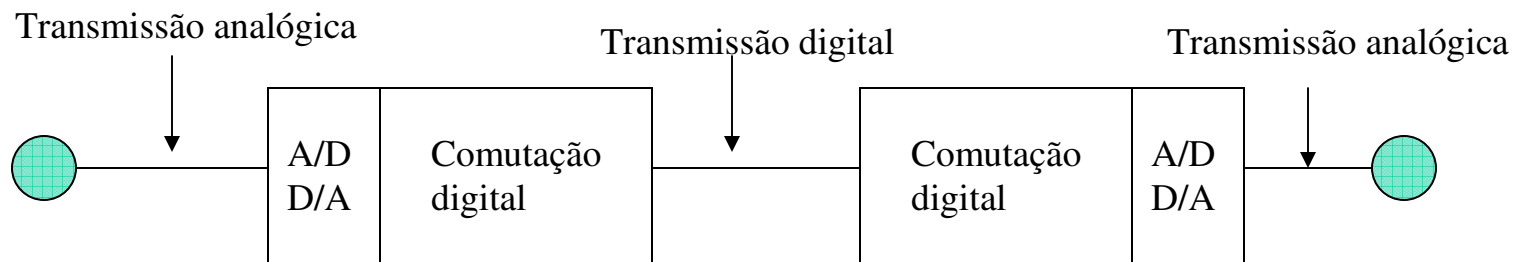 Transmissão analógica
Transmissão digital
Transmissão analógica
A/D
D/A
Comutação
digital
Comutação
digital
A/D
D/A